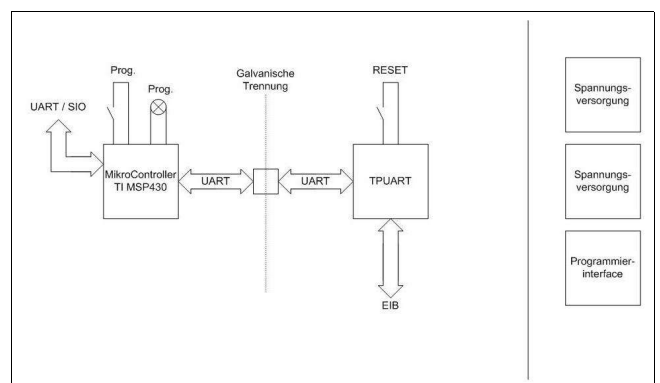 Prog.
Prog.
UART / SIO
MikroController
TI MSP430
UART
Galvanische
Trennung
UART
RESET
TPUART
EIB
Spannungs-
versorgung
Spannungs-
versorgung
Programmier-
interface